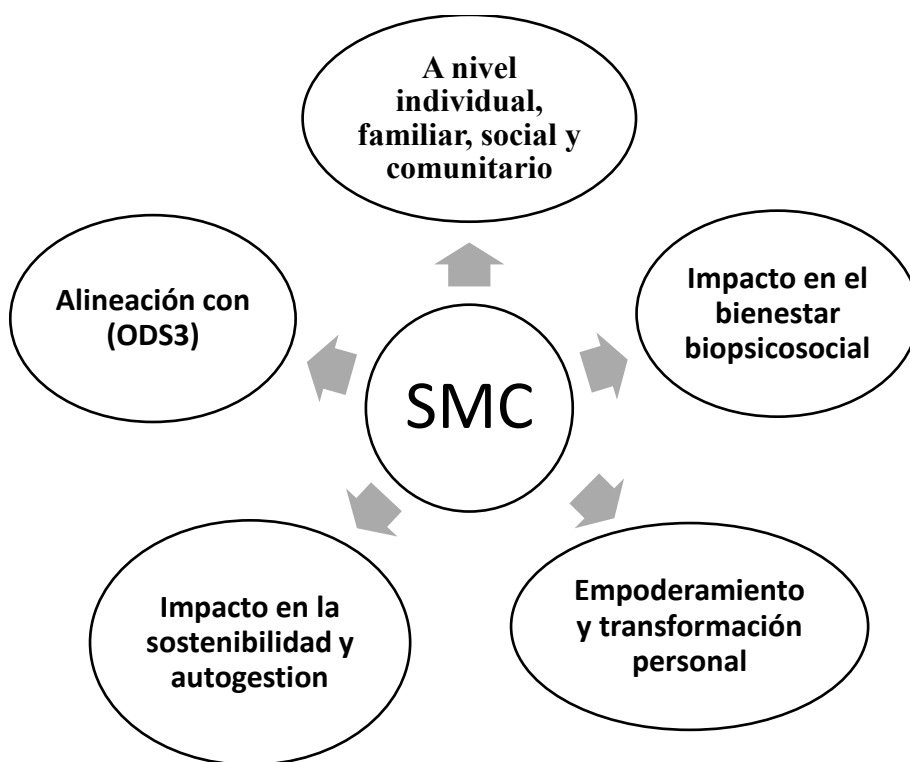 A nivel
individual,
familiar, social y
comunitario
Impacto en el
bienestar
biopsicosocial
Alineación con
(ODS3)
SMC
Empoderamiento
y transformación
personal
Impacto en la
sostenibilidad y
autogestion